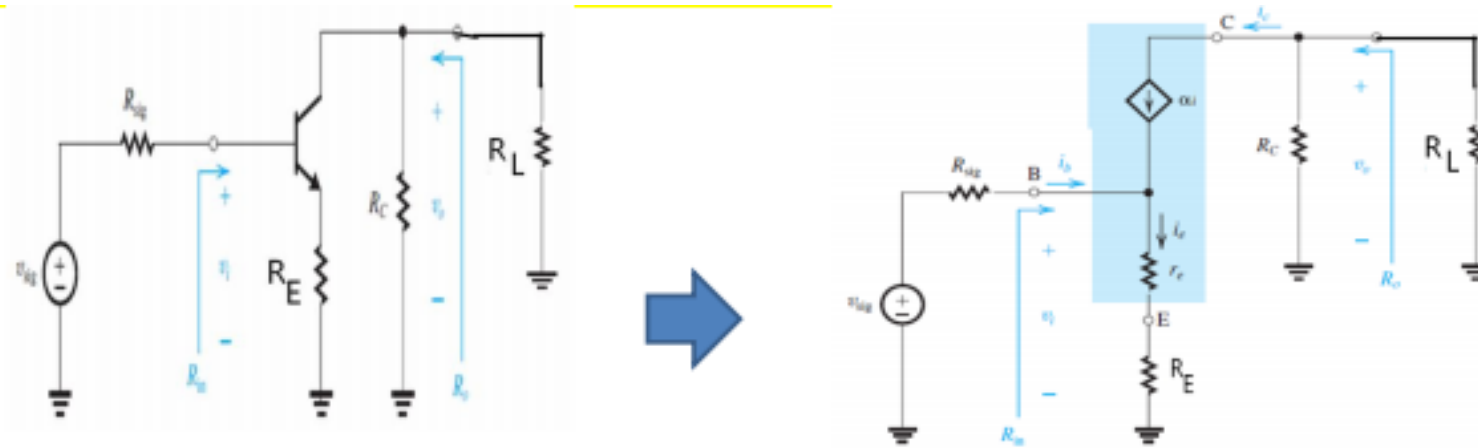 R_sig
R_L
R_C
v_o
v_sig
+
−
+
v_i
−
R_E
+
−
R_in
R_o
i_c
C
αi
R_C
+
v_o
−
R_L
R_sig
B
i_b
i_e
r_e
v_sig
+
−
+
v_i
−
E
R_E
R_in
R_o